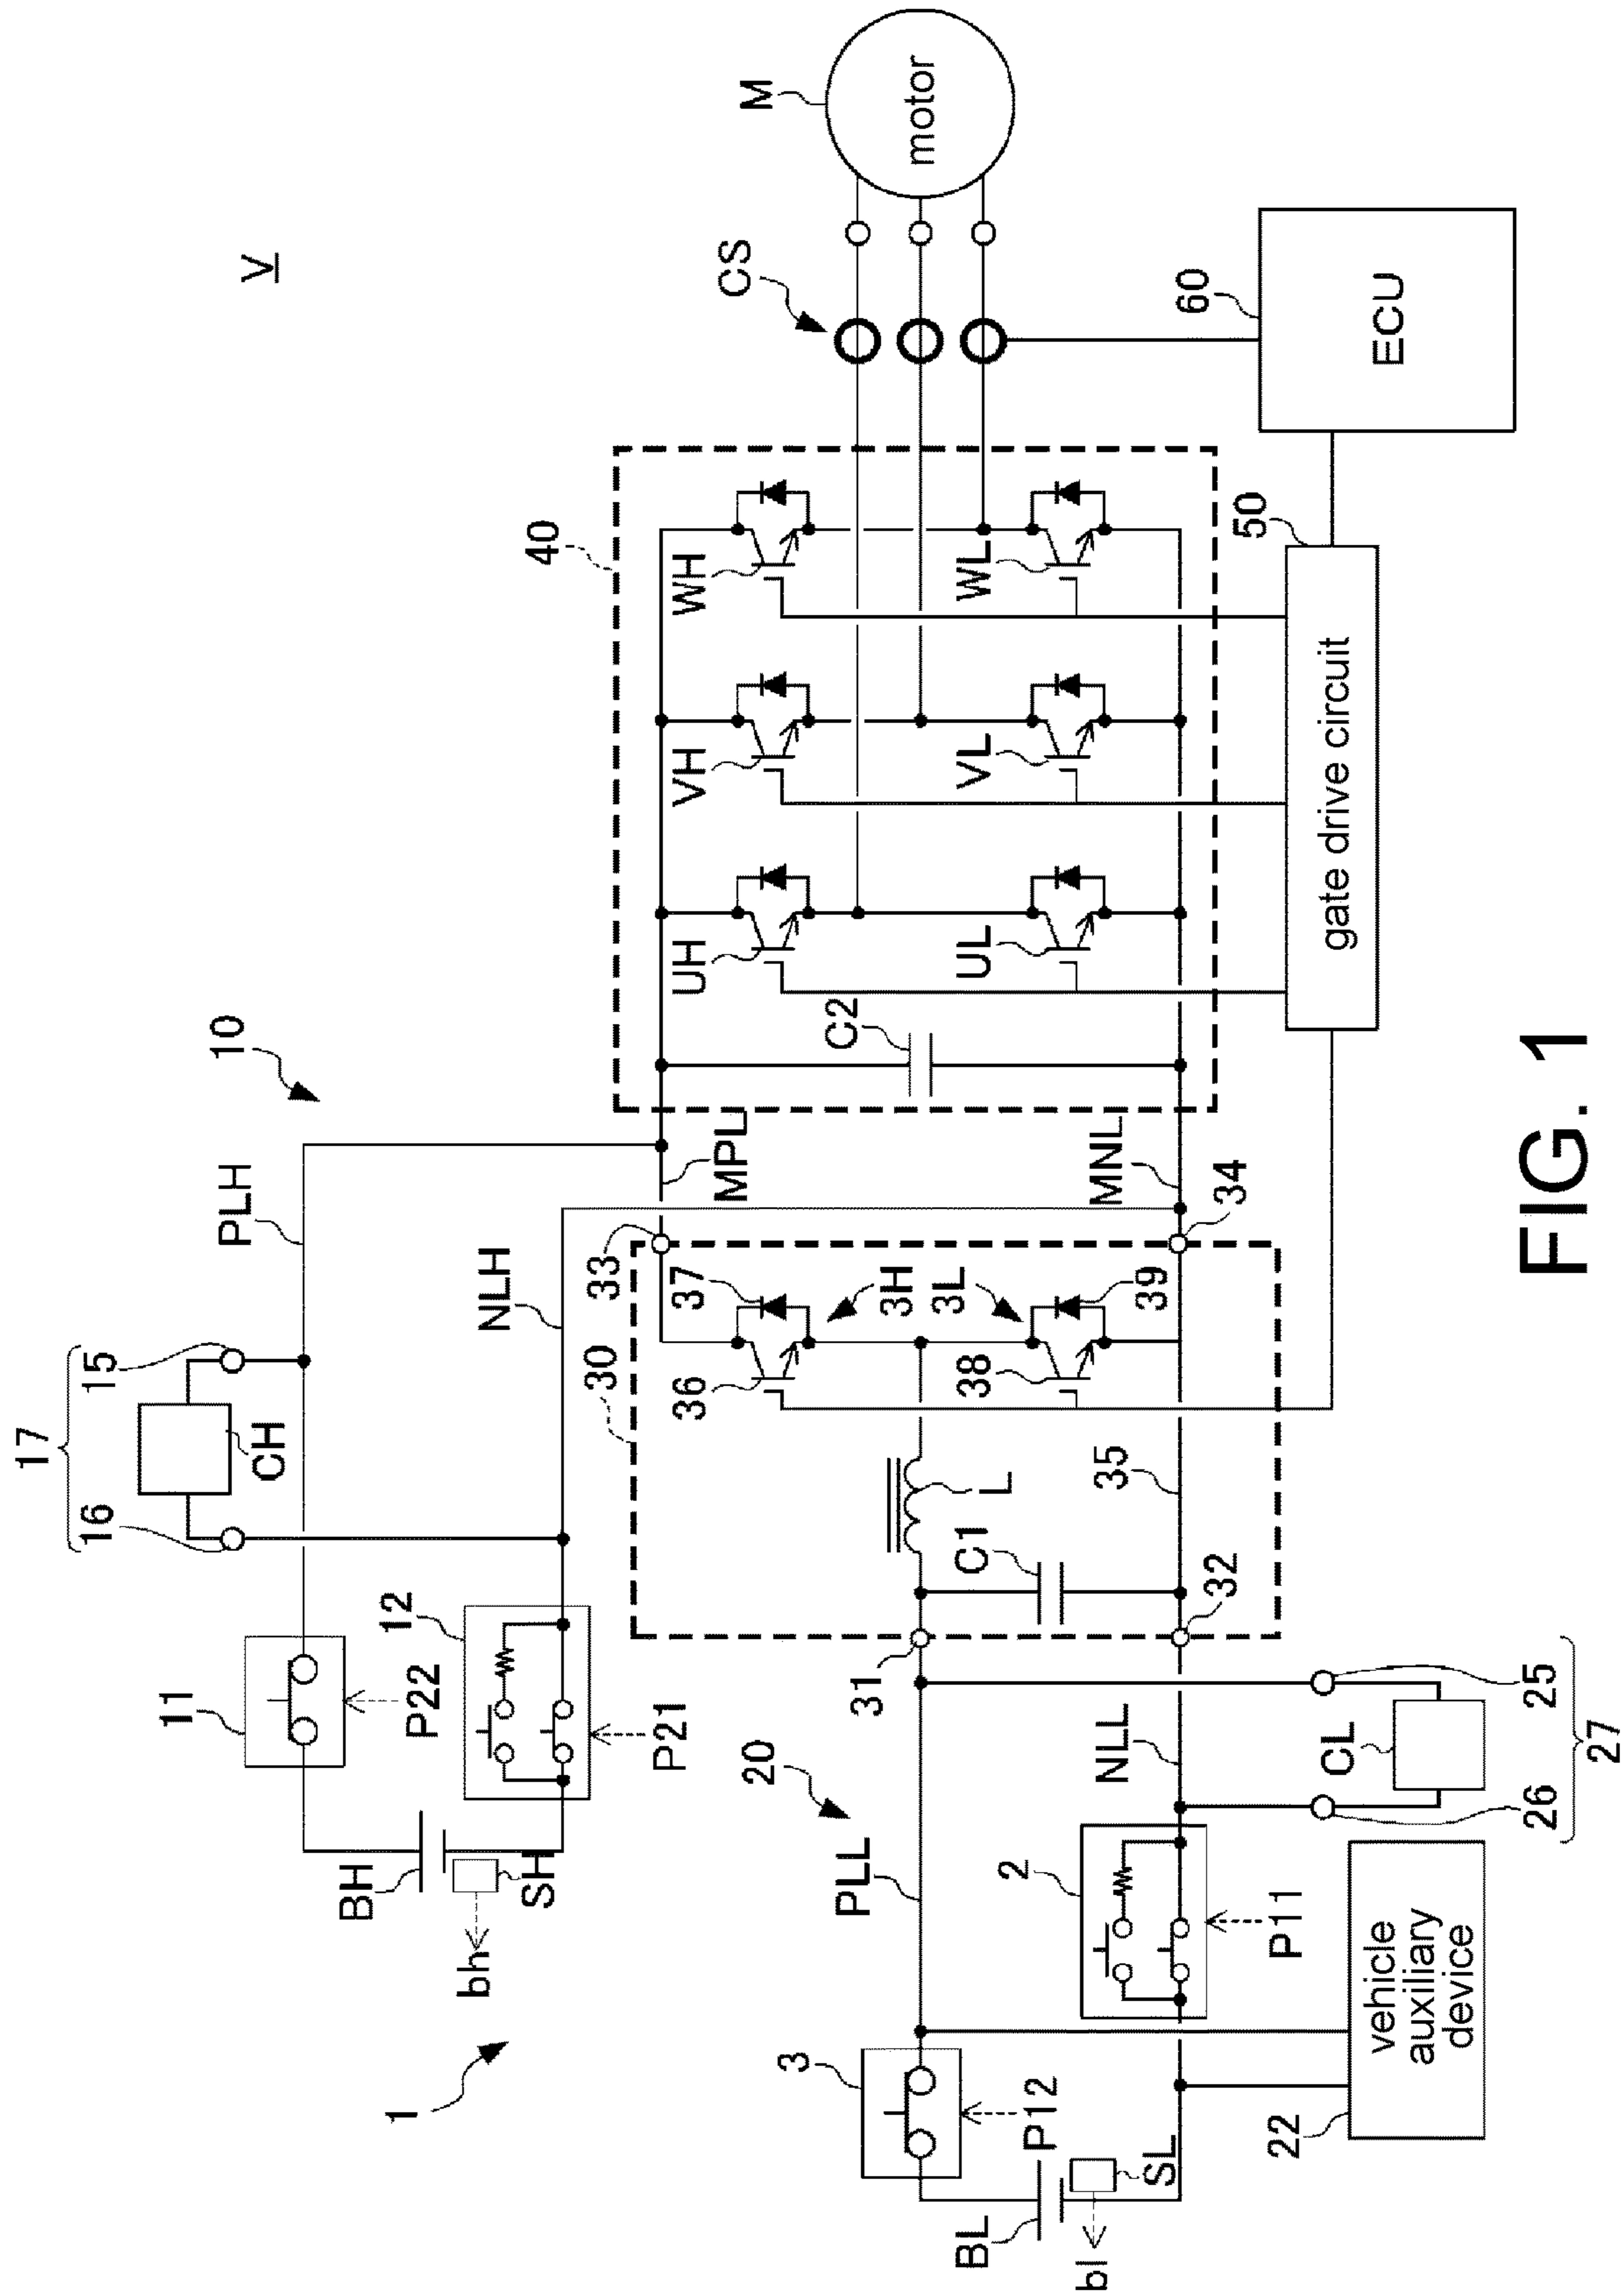 V
10
17
16
15
CH
PLH
11
P22
12
P21
NLH
BH
SH
bh
1
40
M
motor
CS
UH
VH
WH
UL
VL
WL
C2
MPL
MNL
33
34
30
37
36
3H
3L
38
39
L
C1
35
31
32
20
PLL
NLL
3
P12
2
P11
BL
SL
bl
25
26
CL
27
22
vehicle
auxiliary
device
50
gate drive circuit
60
ECU
FIG. 1